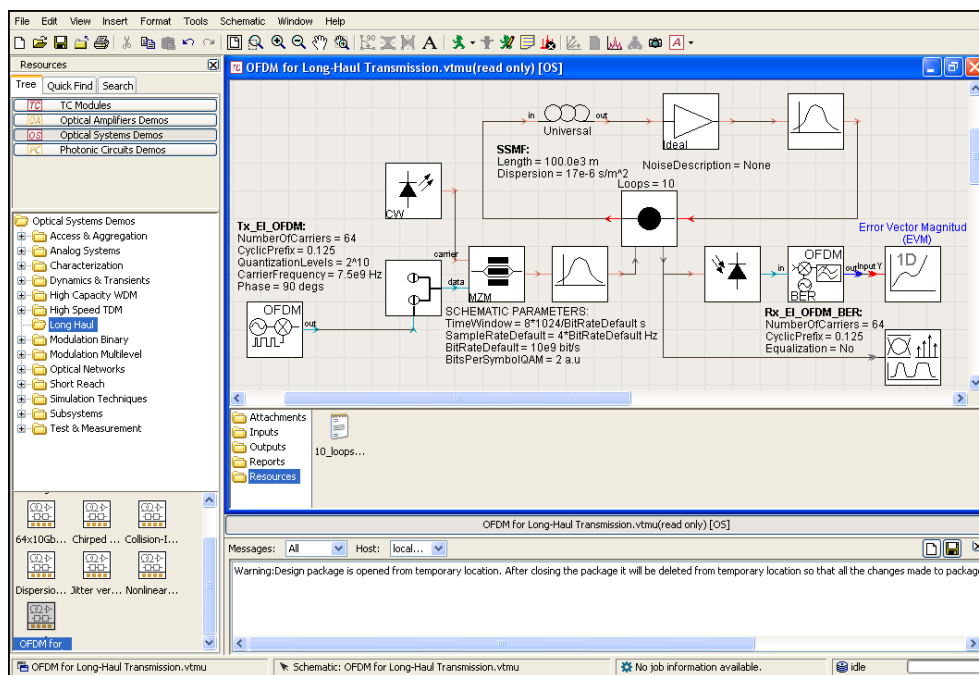 File Edit View Insert Format Tools Schematic Window Help
Resources
Tree Quick Find Search
TC TC Modules
OA Optical Amplifiers Demos
OS Optical Systems Demos
PC Photonic Circuits Demos
Optical Systems Demos
Access & Aggregation
Analog Systems
Characterization
Dynamics & Transients
High Capacity WDM
High Speed TDM
Long Haul
Modulation Binary
Modulation Multilevel
Optical Networks
Short Reach
Simulation Techniques
Subsystems
Test & Measurement
64x10Gb... Chirped ... Collision-I...
Dispersio... Jitter ver... Nonlinear...
OFDM for
TC OFDM for Long-Haul Transmission.vtmu(read only) [OS]
in out
Universal
Ideal
SSMF:
Length = 100.0e3 m
Dispersion = 17e-6 s/m^2
NoiseDescription = None
Loops = 10
CW
Tx_El_OFDM:
NumberOfCarriers = 64
CyclicPrefix = 0.125
QuantizationLevels = 2^10
CarrierFrequency = 7.5e9 Hz
Phase = 90 degs
OFDM
out
carrier
data
MZM
SCHEMATIC PARAMETERS:
TimeWindow = 8*1024/BitRateDefault s
SampleRateDefault = 4*BitRateDefault Hz
BitRateDefault = 10e9 bit/s
BitsPerSymbolQAM = 2 a.u
in
OFDM
BER
out
Input Y
1D
Error Vector Magnitud
(EVM)
Rx_El_OFDM_BER:
NumberOfCarriers = 64
CyclicPrefix = 0.125
Equalization = No
Attachments
Inputs
Outputs
Reports
Resources
10_loops...
OFDM for Long-Haul Transmission.vtmu(read only) [OS]
Messages: All Host: local...
Warning:Design package is opened from temporary location. After closing the package it will be deleted from temporary location so that all the changes made to package
OFDM for Long-Haul Transmission.vtmu Schematic: OFDM for Long-Haul Transmission.vtmu No job information available. idle